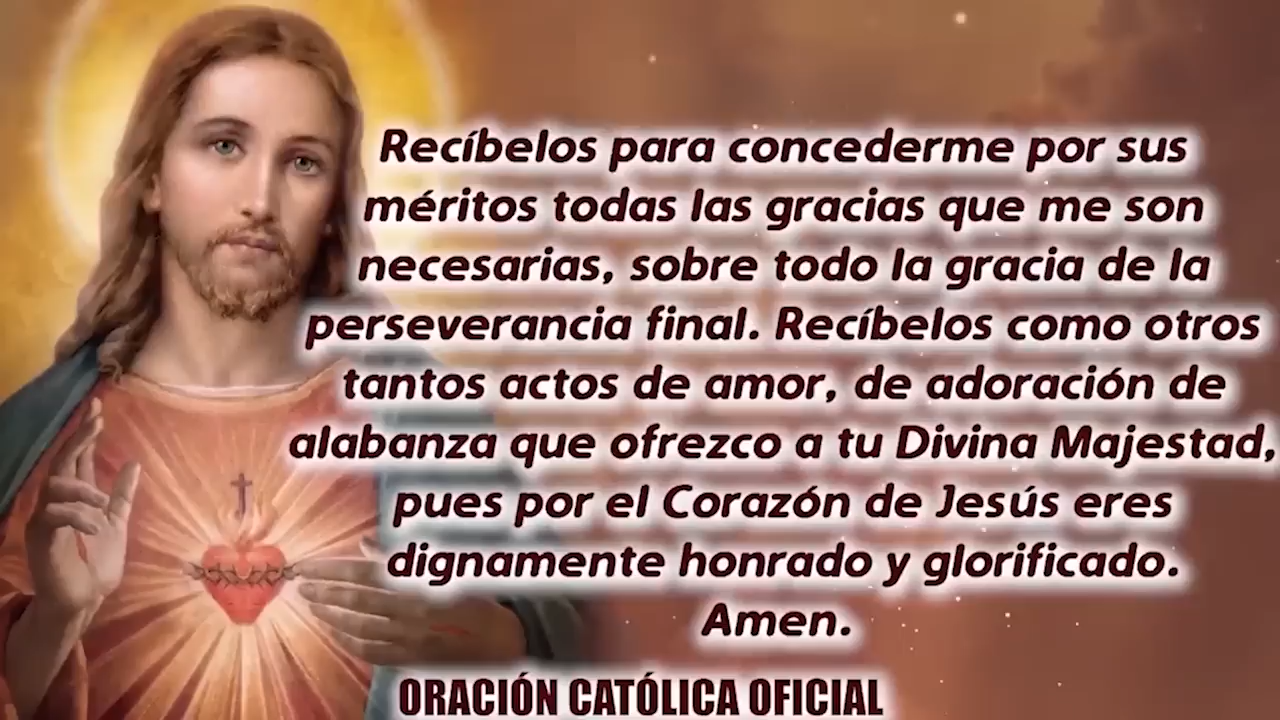 Recíbelos para concederme por sus
méritos todas las gracias que me son
necesarias, sobre todo la gracia de la
perseverancia final. Recíbelos como otros
tantos actos de amor, de adoración de
alabanza que ofrezco a tu Divina Majestad,
pues por el Corazón de Jesús eres
dignamente honrado y glorificado.
Amen.
ORACIÓN CATÓLICA OFICIAL